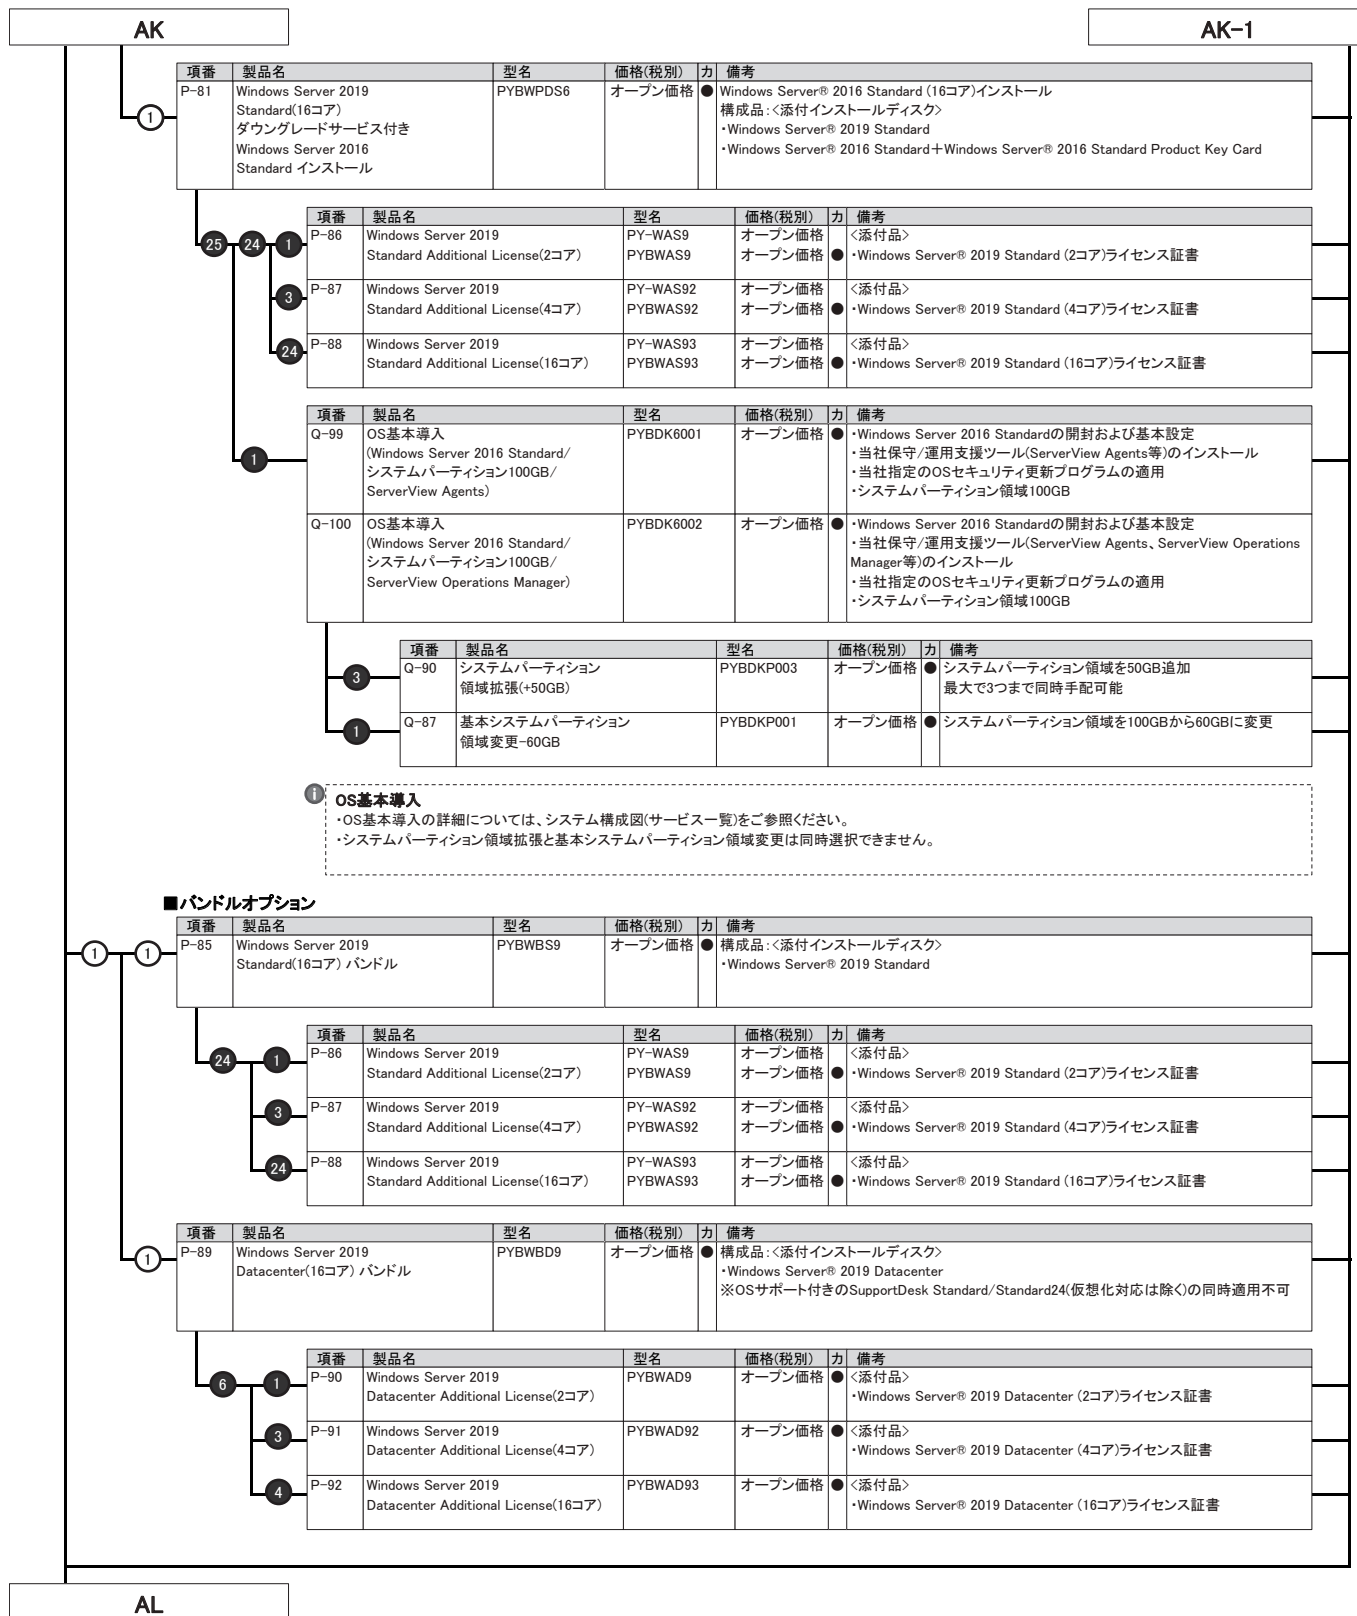 AK
AK-1
項番 製品名 型名 価格(税別) カ 備考
① P-81 Windows Server 2019 PYBWPDS6 オープン価格 ● Windows Server® 2016 Standard (16コア)インストール
Standard(16コア) 構成品:<添付インストールディスク>
ダウングレードサービス付き ・Windows Server® 2019 Standard
Windows Server 2016 ・Windows Server® 2016 Standard+Windows Server® 2016 Standard Product Key Card
Standard インストール
項番 製品名 型名 価格(税別) カ 備考
25 24 1 P-86 Windows Server 2019 PY-WAS9 オープン価格 <添付品>
Standard Additional License(2コア) PYBWAS9 オープン価格 ● ・Windows Server® 2019 Standard (2コア)ライセンス証書
3 P-87 Windows Server 2019 PY-WAS92 オープン価格 <添付品>
Standard Additional License(4コア) PYBWAS92 オープン価格 ● ・Windows Server® 2019 Standard (4コア)ライセンス証書
24 P-88 Windows Server 2019 PY-WAS93 オープン価格 <添付品>
Standard Additional License(16コア) PYBWAS93 オープン価格 ● ・Windows Server® 2019 Standard (16コア)ライセンス証書
項番 製品名 型名 価格(税別) カ 備考
1 Q-99 OS基本導入 PYBDK6001 オープン価格 ● ・Windows Server 2016 Standardの開封および基本設定
(Windows Server 2016 Standard/ ・当社保守/運用支援ツール(ServerView Agents等)のインストール
システムパーティション100GB/ ・当社指定のOSセキュリティ更新プログラムの適用
ServerView Agents) ・システムパーティション領域100GB
Q-100 OS基本導入 PYBDK6002 オープン価格 ● ・Windows Server 2016 Standardの開封および基本設定
(Windows Server 2016 Standard/ ・当社保守/運用支援ツール(ServerView Agents、ServerView Operations
システムパーティション100GB/ Manager等)のインストール
ServerView Operations Manager) ・当社指定のOSセキュリティ更新プログラムの適用
・システムパーティション領域100GB
項番 製品名 型名 価格(税別) カ 備考
3 Q-90 システムパーティション PYBDKP003 オープン価格 ● システムパーティション領域を50GB追加
領域拡張(+50GB) 最大で3つまで同時手配可能
1 Q-87 基本システムパーティション PYBDKP001 オープン価格 ● システムパーティション領域を100GBから60GBに変更
領域変更-60GB
i OS基本導入
・OS基本導入の詳細については、システム構成図(サービス一覧)をご参照ください。
・システムパーティション領域拡張と基本システムパーティション領域変更は同時選択できません。
■バンドルオプション
項番 製品名 型名 価格(税別) カ 備考
① ① P-85 Windows Server 2019 PYBWBS9 オープン価格 ● 構成品:<添付インストールディスク>
Standard(16コア) バンドル ・Windows Server® 2019 Standard
項番 製品名 型名 価格(税別) カ 備考
24 1 P-86 Windows Server 2019 PY-WAS9 オープン価格 <添付品>
Standard Additional License(2コア) PYBWAS9 オープン価格 ● ・Windows Server® 2019 Standard (2コア)ライセンス証書
3 P-87 Windows Server 2019 PY-WAS92 オープン価格 <添付品>
Standard Additional License(4コア) PYBWAS92 オープン価格 ● ・Windows Server® 2019 Standard (4コア)ライセンス証書
24 P-88 Windows Server 2019 PY-WAS93 オープン価格 <添付品>
Standard Additional License(16コア) PYBWAS93 オープン価格 ● ・Windows Server® 2019 Standard (16コア)ライセンス証書
項番 製品名 型名 価格(税別) カ 備考
① P-89 Windows Server 2019 PYBWBD9 オープン価格 ● 構成品:<添付インストールディスク>
Datacenter(16コア) バンドル ・Windows Server® 2019 Datacenter
※OSサポート付きのSupportDesk Standard/Standard24(仮想化対応は除く)の同時適用不可
項番 製品名 型名 価格(税別) カ 備考
6 1 P-90 Windows Server 2019 PYBWAD9 オープン価格 ● <添付品>
Datacenter Additional License(2コア) ・Windows Server® 2019 Datacenter (2コア)ライセンス証書
3 P-91 Windows Server 2019 PYBWAD92 オープン価格 ● <添付品>
Datacenter Additional License(4コア) ・Windows Server® 2019 Datacenter (4コア)ライセンス証書
4 P-92 Windows Server 2019 PYBWAD93 オープン価格 ● <添付品>
Datacenter Additional License(16コア) ・Windows Server® 2019 Datacenter (16コア)ライセンス証書
AL